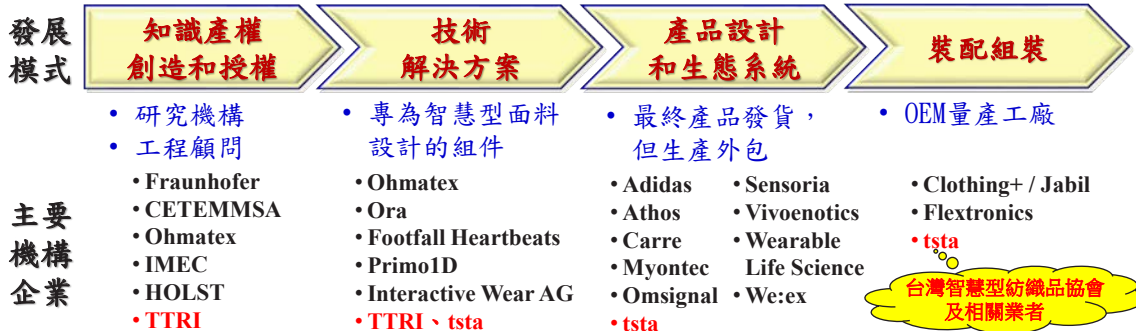 發展
模式
知識產權
創造和授權
技術
解決方案
產品設計
和生態系統
裝配組裝
• 研究機構
• 工程顧問
• 專為智慧型面料
設計的組件
• 最終產品發貨，
但生產外包
• OEM量產工廠
主要
機構
企業
• Fraunhofer
• CETEMMSA
• Ohmatex
• IMEC
• HOLST
• TTRI
• Ohmatex
• Ora
• Footfall Heartbeats
• Primo1D
• Interactive Wear AG
• TTRI、tsta
• Adidas
• Athos
• Carre
• Myontec
• Omsignal
• tsta
• Sensoria
• Vivoenotics
• Wearable
Life Science
• We:ex
• Clothing+ / Jabil
• Flextronics
• tsta
台灣智慧型紡織品協會
及相關業者